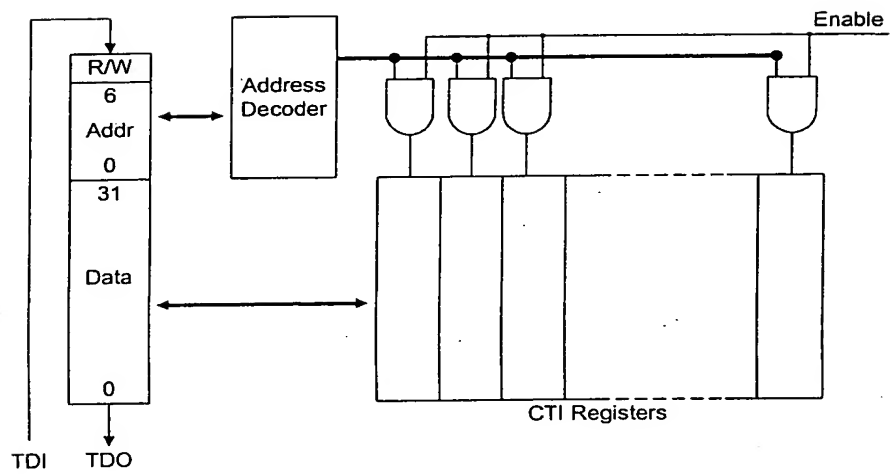 Enable
R/W
6
Addr
0
31
Data
0
Address
Decoder
CTI Registers
TDI
TDO